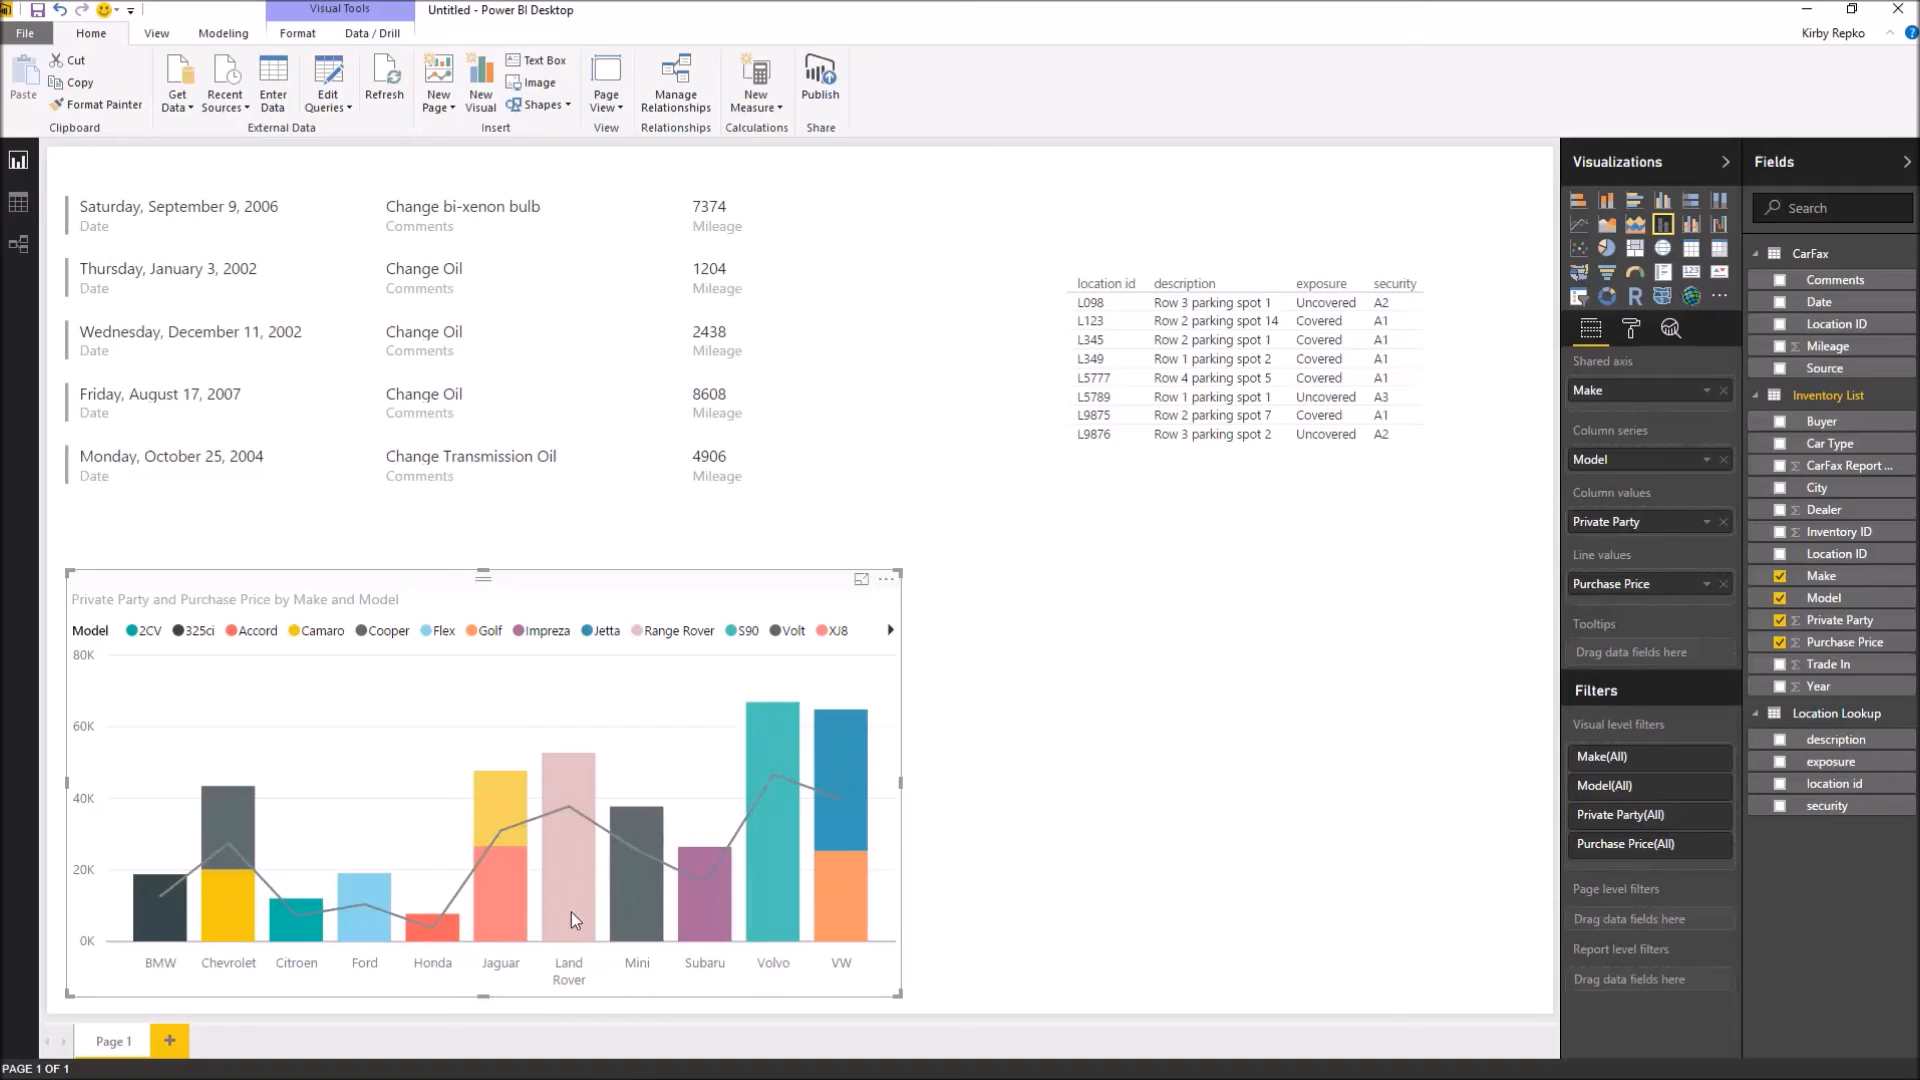 Visual Tools
Untitled - Power BI Desktop
File
Home
View
Modeling
Format
Data / Drill
Kirby Repko
Paste
Cut
Copy
Format Painter
Clipboard
Get Data
Recent Sources
Enter Data
Edit Queries
Refresh
External Data
New Page
New Visual
Text Box
Image
Shapes
Insert
Page View
View
Manage Relationships
Relationships
New Measure
Calculations
Publish
Share
Saturday, September 9, 2006 Change bi-xenon bulb 7374
Date Comments Mileage
Thursday, January 3, 2002 Change Oil 1204
Date Comments Mileage
Wednesday, December 11, 2002 Change Oil 2438
Date Comments Mileage
Friday, August 17, 2007 Change Oil 8608
Date Comments Mileage
Monday, October 25, 2004 Change Transmission Oil 4906
Date Comments Mileage
location id description exposure security
L098 Row 3 parking spot 1 Uncovered A2
L123 Row 2 parking spot 14 Covered A1
L345 Row 2 parking spot 1 Covered A1
L349 Row 1 parking spot 2 Covered A1
L5777 Row 4 parking spot 5 Covered A1
L5789 Row 1 parking spot 1 Uncovered A3
L9875 Row 2 parking spot 7 Covered A1
L9876 Row 3 parking spot 2 Uncovered A2
Private Party and Purchase Price by Make and Model
Model 2CV 325ci Accord Camaro Cooper Flex Golf Impreza Jetta Range Rover S90 Volt XJ8
80K
60K
40K
20K
0K
BMW Chevrolet Citroen Ford Honda Jaguar Land Rover Mini Subaru Volvo VW
Page 1
PAGE 1 OF 1
Visualizations
R
123
Shared axis
Make
Column series
Model
Column values
Private Party
Line values
Purchase Price
Tooltips
Drag data fields here
Filters
Visual level filters
Make(All)
Model(All)
Private Party(All)
Purchase Price(All)
Page level filters
Drag data fields here
Report level filters
Drag data fields here
Fields
Search
CarFax
Comments
Date
Location ID
Σ Mileage
Source
Inventory List
Buyer
Car Type
Σ CarFax Report ...
City
Σ Dealer
Σ Inventory ID
Location ID
Make
Model
Σ Private Party
Σ Purchase Price
Σ Trade In
Σ Year
Location Lookup
description
exposure
location id
security